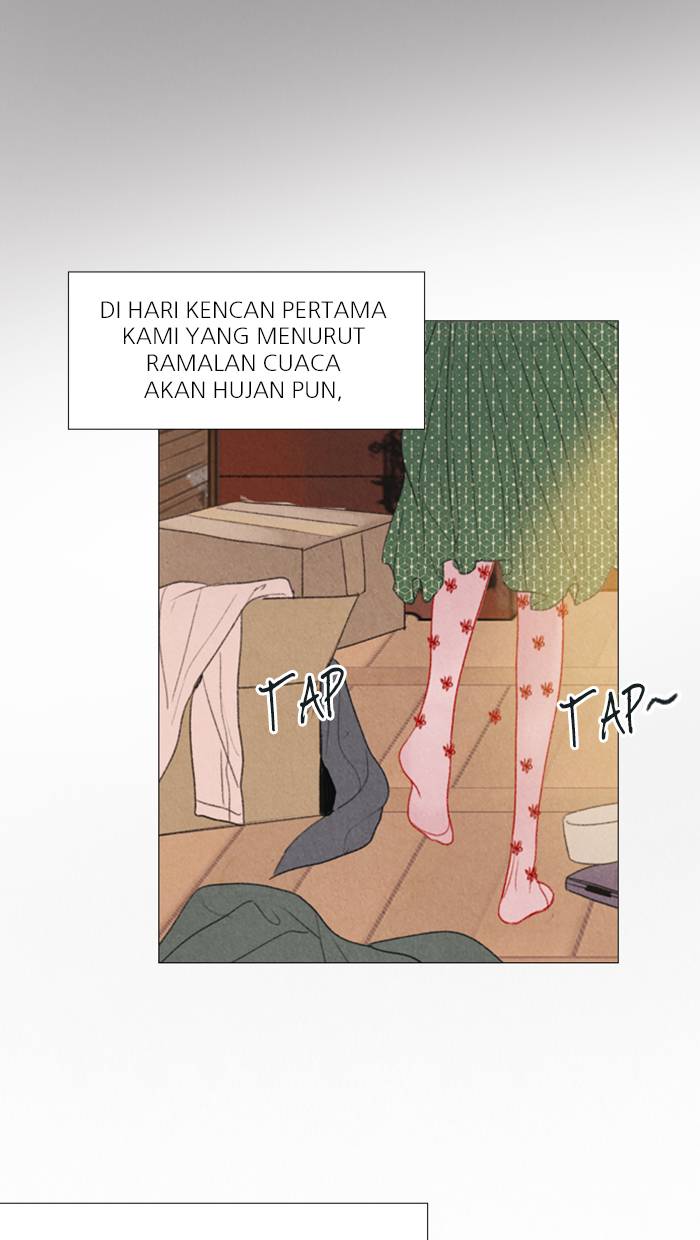 DI HARI KENCAN PERTAMA
KAMI YANG MENURUT
RAMALAN CUACA
AKAN HUJAN PUN,
TAP
TAP~